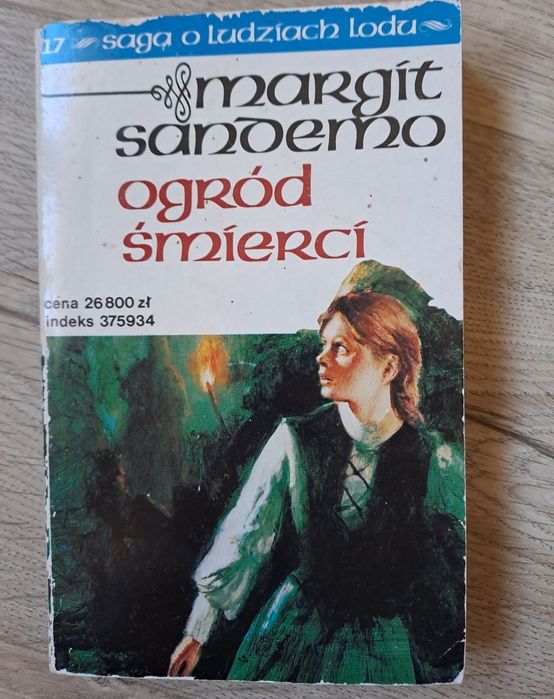 17 saga o ludziach lodu
margit
sandemo
ogród
śmierci
cena 26 800 zł
indeks 375934